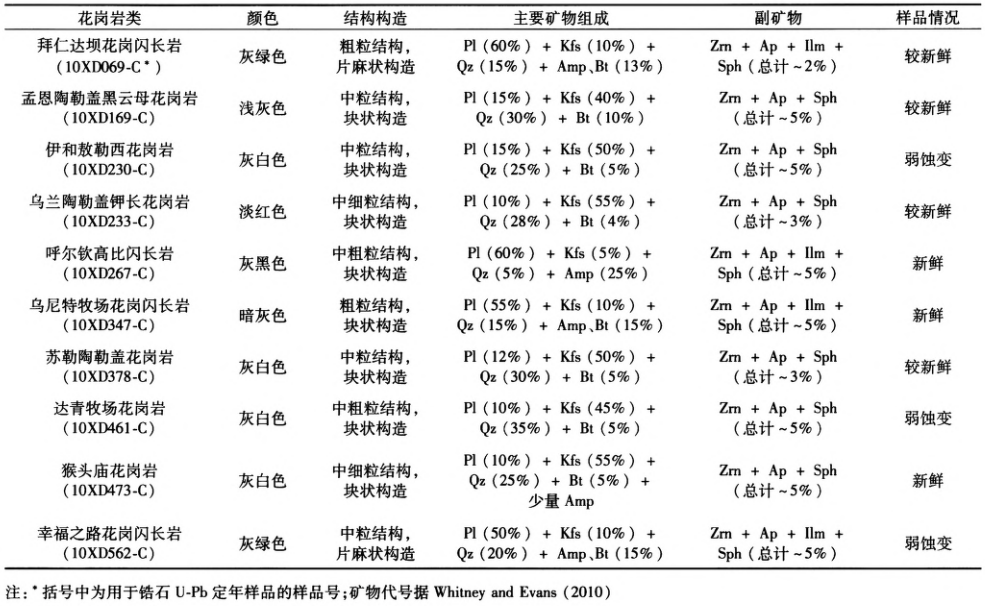 花岗岩类 颜色 结构构造 主要矿物组成 副矿物 样品情况
拜仁达坝花岗闪长岩 (10XD069-C*) 灰绿色 粗粒结构, 片麻状构造 Pl (60%) + Kfs (10%) + Qz (15%) + Amp、Bt (13%) Zrn + Ap + Ilm + Sph (总计~2%) 较新鲜
孟恩陶勒盖黑云母花岗岩 (10XD169-C) 浅灰色 中粒结构, 块状构造 Pl (15%) + Kfs (40%) + Qz (30%) + Bt (10%) Zrn + Ap + Sph (总计~5%) 较新鲜
伊和敖勒西花岗岩 (10XD230-C) 灰白色 中粒结构, 块状构造 Pl (15%) + Kfs (50%) + Qz (25%) + Bt (5%) Zrn + Ap + Sph (总计~5%) 弱蚀变
乌兰陶勒盖钾长花岗岩 (10XD233-C) 淡红色 中细粒结构, 块状构造 Pl (10%) + Kfs (55%) + Qz (28%) + Bt (4%) Zrn + Ap + Sph (总计~3%) 较新鲜
呼尔钦高比闪长岩 (10XD267-C) 灰黑色 中粗粒结构, 块状构造 Pl (60%) + Kfs (5%) + Qz (5%) + Amp (25%) Zrn + Ap + Ilm + Sph (总计~5%) 新鲜
乌尼特牧场花岗闪长岩 (10XD347-C) 暗灰色 粗粒结构, 块状构造 Pl (55%) + Kfs (10%) + Qz (15%) + Amp、Bt (15%) Zrn + Ap + Ilm + Sph (总计~5%) 新鲜
苏勒陶勒盖花岗岩 (10XD378-C) 灰白色 中粒结构, 块状构造 Pl (12%) + Kfs (50%) + Qz (30%) + Bt (5%) Zrn + Ap + Sph (总计~3%) 较新鲜
达青牧场花岗岩 (10XD461-C) 灰白色 中粗粒结构, 块状构造 Pl (10%) + Kfs (45%) + Qz (35%) + Bt (5%) Zrn + Ap + Sph (总计~5%) 弱蚀变
猴头庙花岗岩 (10XD473-C) 灰白色 中细粒结构, 块状构造 Pl (10%) + Kfs (55%) + Qz (25%) + Bt (5%) + 少量 Amp Zrn + Ap + Sph (总计~5%) 新鲜
幸福之路花岗闪长岩 (10XD562-C) 灰绿色 中粒结构, 片麻状构造 Pl (50%) + Kfs (10%) + Qz (20%) + Amp、Bt (15%) Zrn + Ap + Ilm + Sph (总计~5%) 弱蚀变
注:*括号中为用于锆石 U-Pb 定年样品的样品号;矿物代号据 Whitney and Evans (2010)